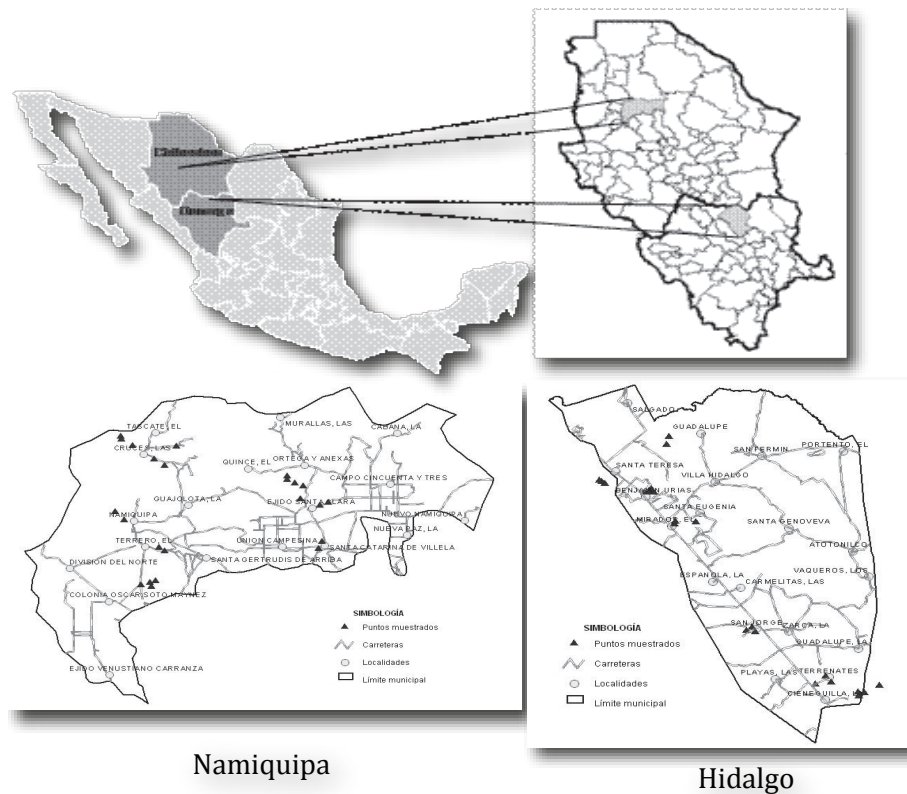 Chihuahua
Durango
TASCATE, EL
CRUCES, LAS
MURALLAS, LAS
CABANA, LA
ORTEGA Y ANEXAS
QUINCE, EL
CAMPO CINCUENTA Y TRES
GUAJOLOTA, LA
EJIDO SANTA CLARA
NAMIQUIPA
NUEVO NAMIQUIPA
NUEVA PAZ, LA
TERRERO, EL
UNION CAMPESINA
SANTA CATARINA DE VILLELA
DIVISION DEL NORTE
SANTA GERTRUDIS DE ARRIBA
COLONIA OSCAR SOTO MAYNEZ
EJIDO VENUSTIANO CARRANZA
SIMBOLOGÍA
Puntos muestrados
Carreteras
Localidades
Límite municipal
Namiquipa
SALGADO
GUADALUPE
SAN FERMIN
PORTENTO, EL
SANTA TERESA
VILLA HIDALGO
BENJAMIN URIAS
SANTA EUGENIA
MIRADOR, EL
SANTA GENOVEVA
ATOTONILCO
ESPANOLA, LA
CARMELITAS, LAS
VAQUEROS, LOS
SAN JORGE
ZARCA, LA
GUADALUPE, LA
PLAYAS, LAS
TERRENATES
CIENEGUILLA, LA
SIMBOLOGÍA
Puntos muestrados
Carreteras
Localidades
Límite municipal
Hidalgo